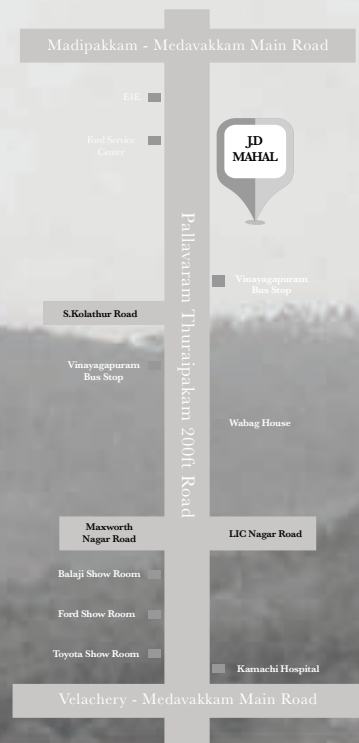 Madipakkam - Medavakkam Main Road
EIE
Ford Service
Center
J.D
MAHAL
Pallavaram Thuraipakam 200ft Road
Vinayagapuram
Bus Stop
S.Kolathur Road
Vinayagapuram
Bus Stop
Wabag House
Maxworth
Nagar Road
LIC Nagar Road
Balaji Show Room
Ford Show Room
Toyota Show Room
Kamachi Hospital
Velachery - Medavakkam Main Road